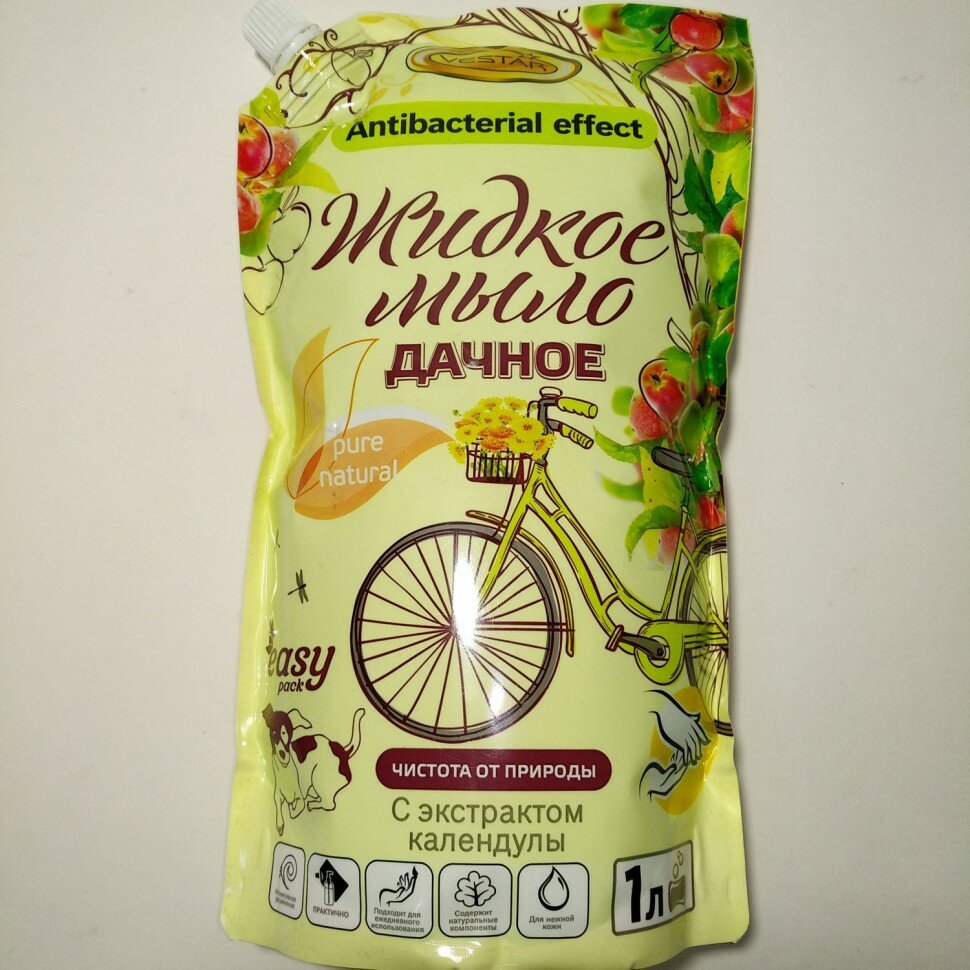 VESTAR
Antibacterial effect
Жидкое
мыло
ДАЧНОЕ
pure
natural
easy
pack
ЧИСТОТА ОТ ПРИРОДЫ
С экстрактом
календулы
ПРАКТИЧНО
Подходит для
ежедневного
использования
Содержит
натуральные
компоненты
Для нежной
кожи
1л